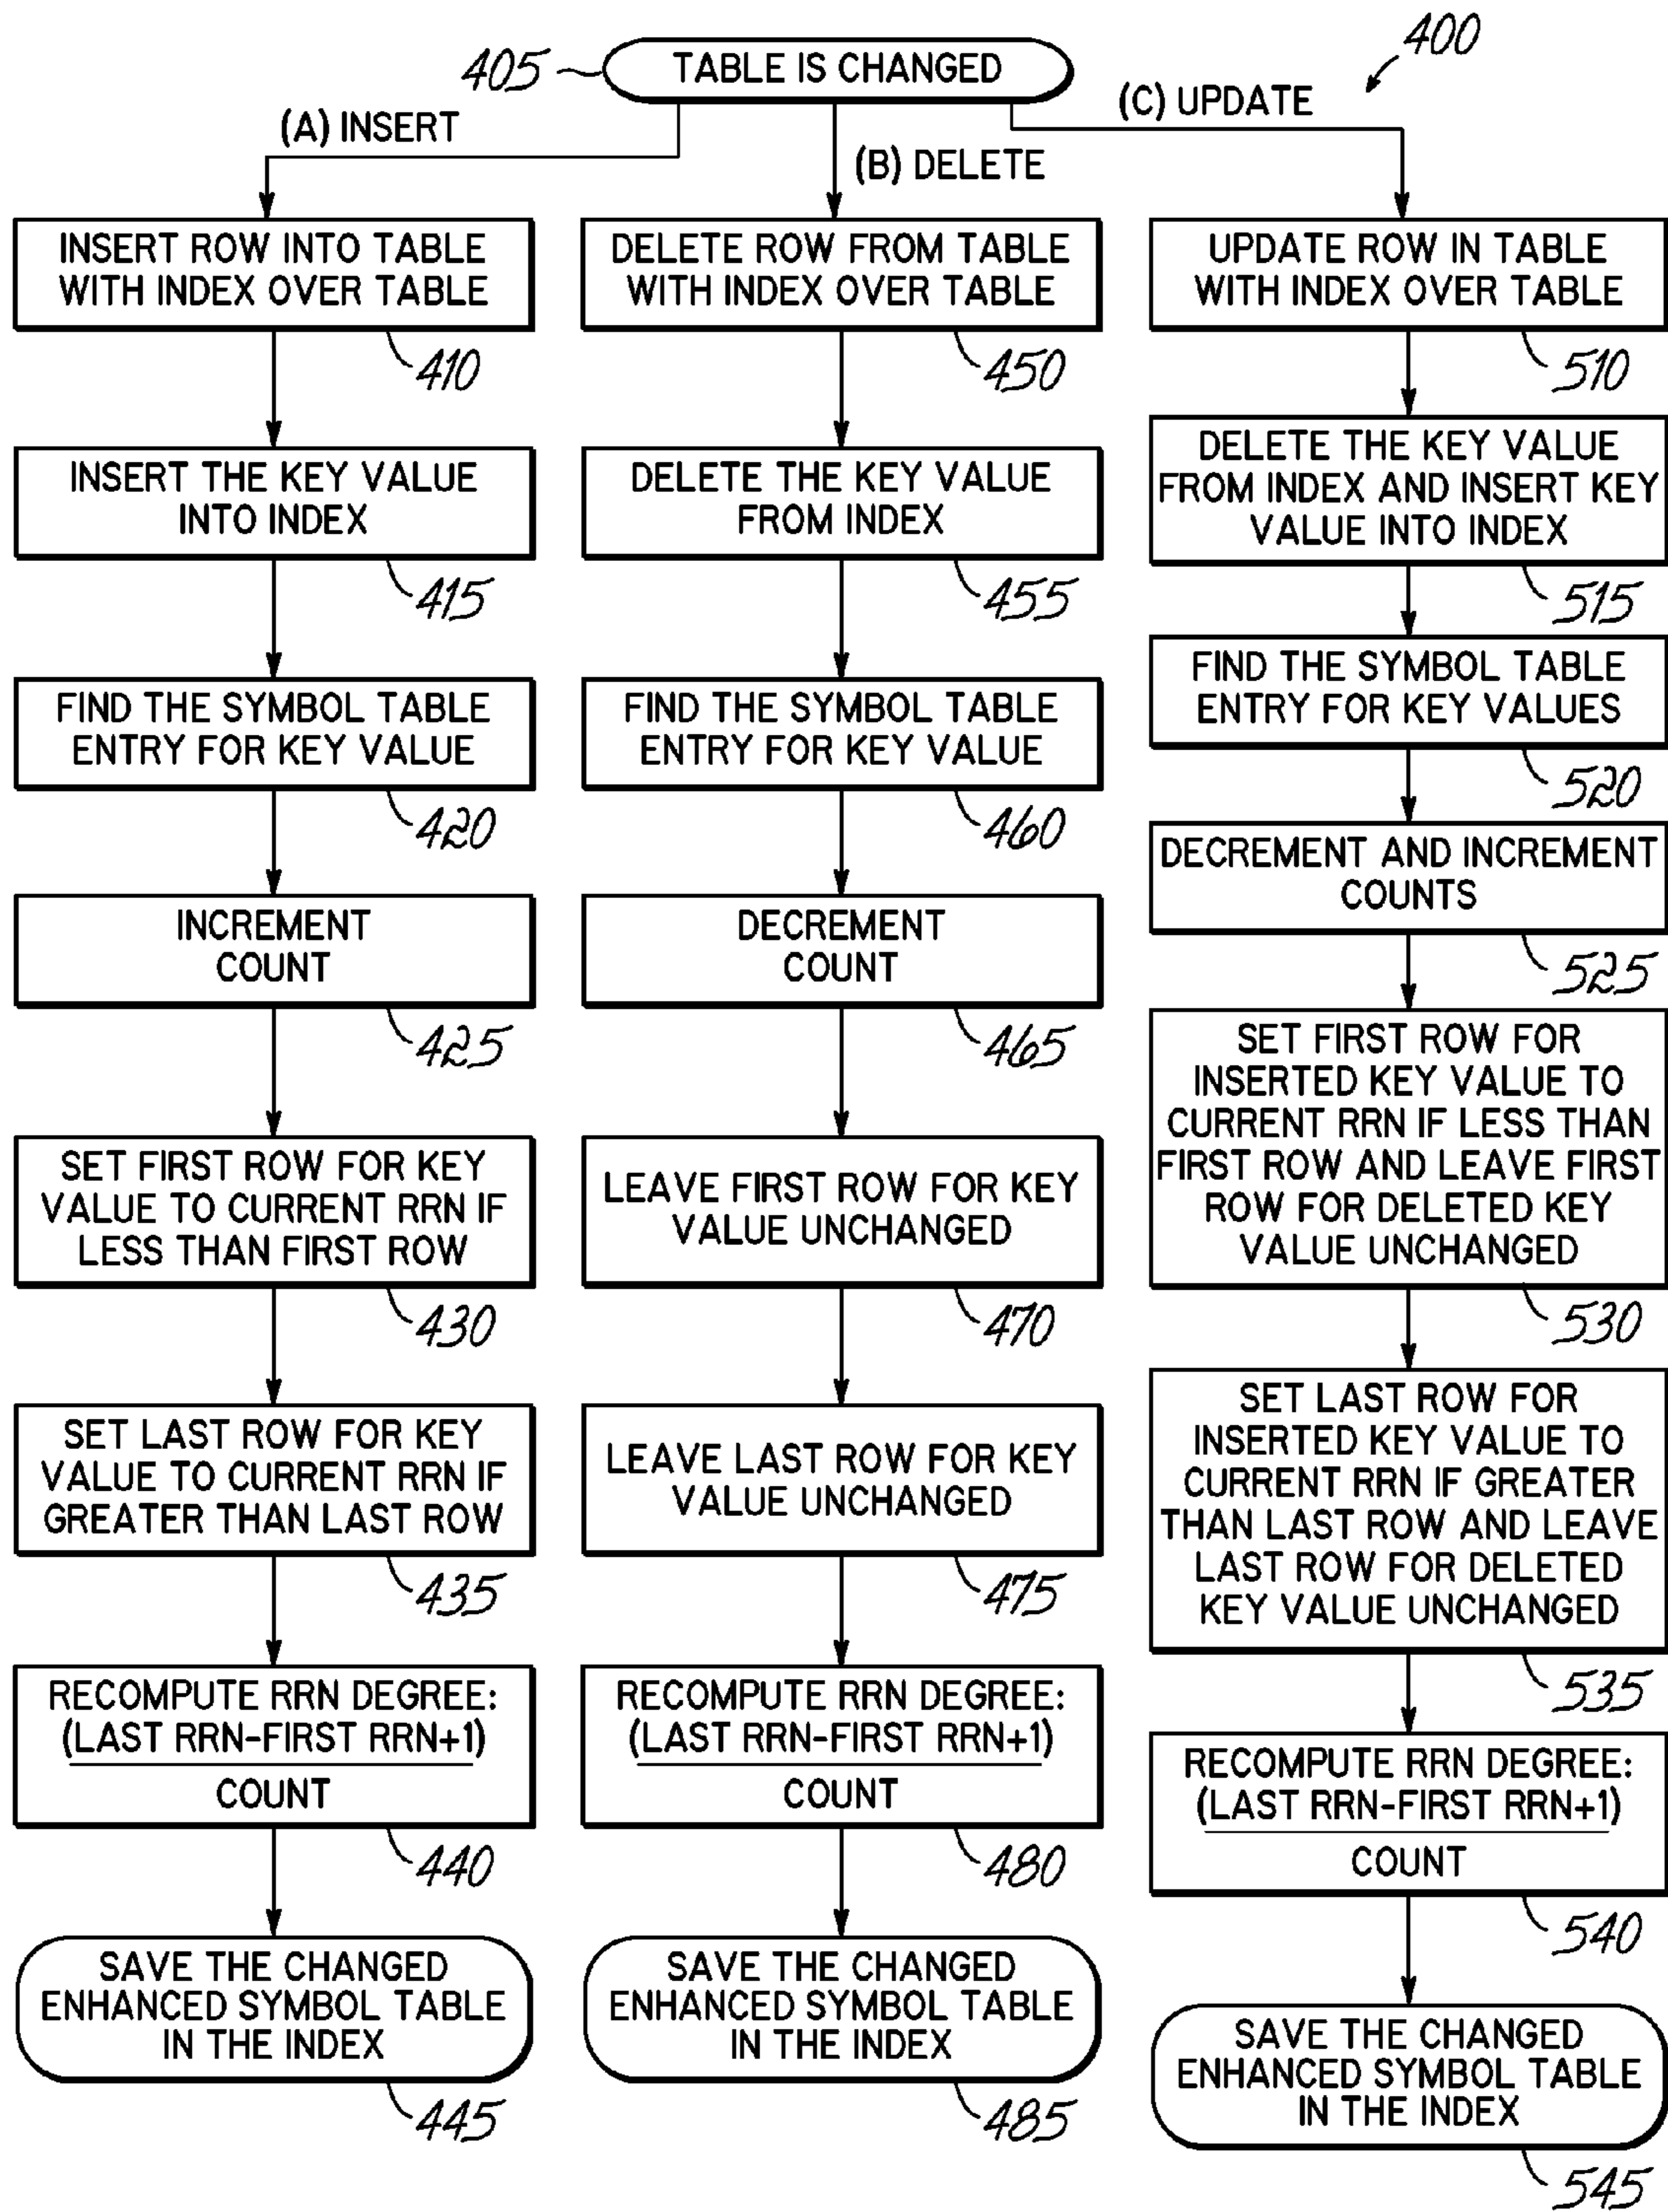 400
405
TABLE IS CHANGED
(A) INSERT
(B) DELETE
(C) UPDATE
INSERT ROW INTO TABLE
WITH INDEX OVER TABLE
410
INSERT THE KEY VALUE
INTO INDEX
415
FIND THE SYMBOL TABLE
ENTRY FOR KEY VALUE
420
INCREMENT
COUNT
425
SET FIRST ROW FOR KEY
VALUE TO CURRENT RRN IF
LESS THAN FIRST ROW
430
SET LAST ROW FOR KEY
VALUE TO CURRENT RRN IF
GREATER THAN LAST ROW
435
RECOMPUTE RRN DEGREE:
(LAST RRN-FIRST RRN+1)
COUNT
440
SAVE THE CHANGED
ENHANCED SYMBOL TABLE
IN THE INDEX
445
DELETE ROW FROM TABLE
WITH INDEX OVER TABLE
450
DELETE THE KEY VALUE
FROM INDEX
455
FIND THE SYMBOL TABLE
ENTRY FOR KEY VALUE
460
DECREMENT
COUNT
465
LEAVE FIRST ROW FOR KEY
VALUE UNCHANGED
470
LEAVE LAST ROW FOR KEY
VALUE UNCHANGED
475
RECOMPUTE RRN DEGREE:
(LAST RRN-FIRST RRN+1)
COUNT
480
SAVE THE CHANGED
ENHANCED SYMBOL TABLE
IN THE INDEX
485
UPDATE ROW IN TABLE
WITH INDEX OVER TABLE
510
DELETE THE KEY VALUE
FROM INDEX AND INSERT KEY
VALUE INTO INDEX
515
FIND THE SYMBOL TABLE
ENTRY FOR KEY VALUES
520
DECREMENT AND INCREMENT
COUNTS
525
SET FIRST ROW FOR
INSERTED KEY VALUE TO
CURRENT RRN IF LESS THAN
FIRST ROW AND LEAVE FIRST
ROW FOR DELETED KEY
VALUE UNCHANGED
530
SET LAST ROW FOR
INSERTED KEY VALUE TO
CURRENT RRN IF GREATER
THAN LAST ROW AND LEAVE
LAST ROW FOR DELETED
KEY VALUE UNCHANGED
535
RECOMPUTE RRN DEGREE:
(LAST RRN-FIRST RRN+1)
COUNT
540
SAVE THE CHANGED
ENHANCED SYMBOL TABLE
IN THE INDEX
545